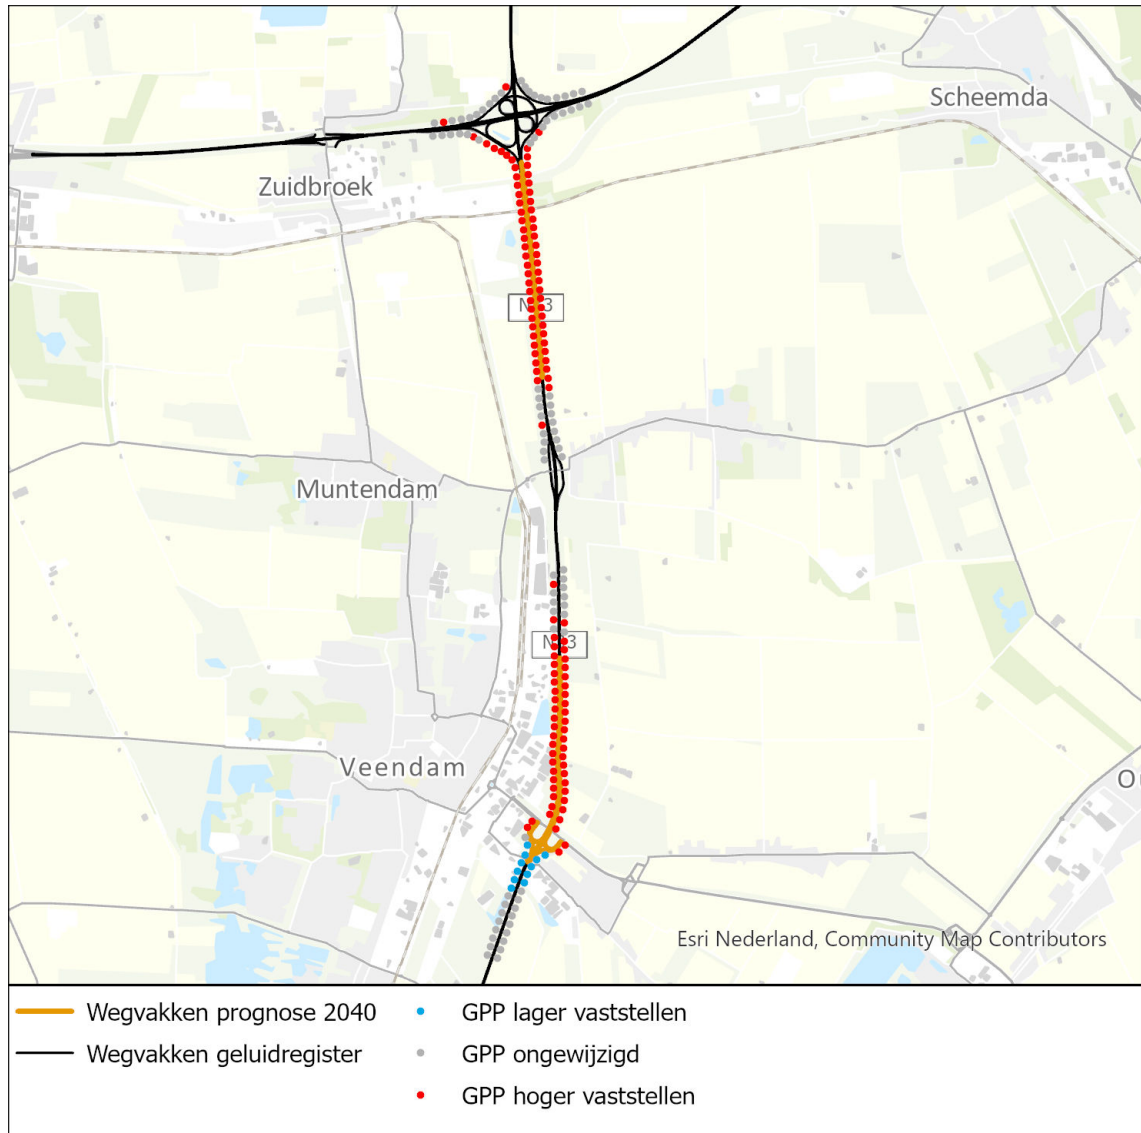 Scheemda
Zuidbroek
Muntendam
Veendam
Esri Nederland, Community Map Contributors
Wegvakken prognose 2040
GPP lager vaststellen
Wegvakken geluidregister
GPP ongewijzigd
GPP hoger vaststellen